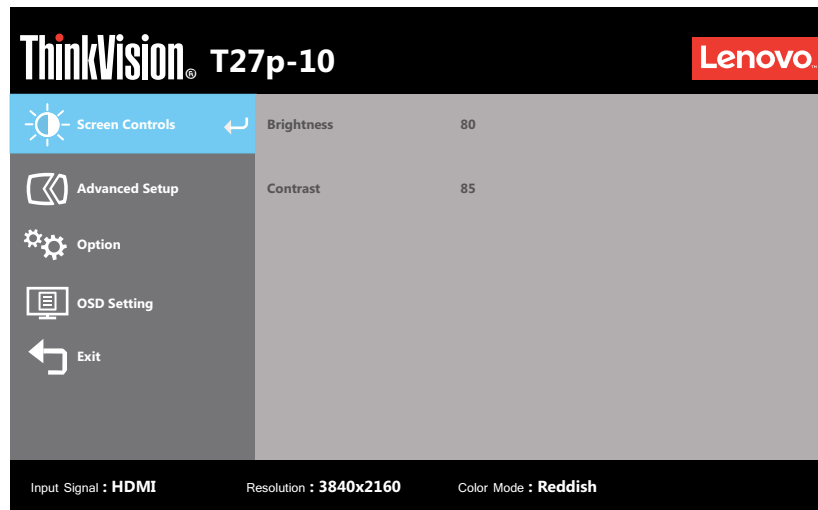 ThinkVision® T27p-10
Lenovo™
Screen Controls
Brightness 80
Advanced Setup
Contrast 85
Option
OSD Setting
Exit
Input Signal : HDMI Resolution : 3840x2160 Color Mode : Reddish